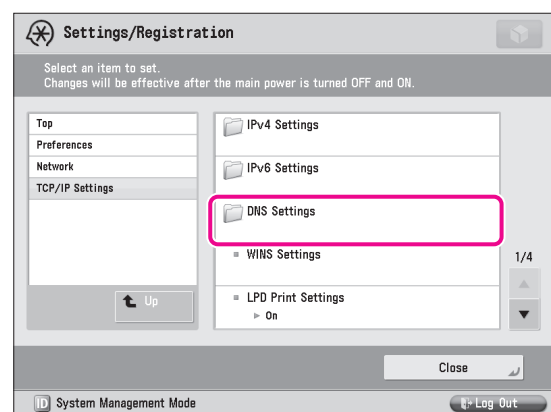 Settings/Registration
Select an item to set.
Changes will be effective after the main power is turned OFF and ON.
Top
Preferences
Network
TCP/IP Settings
Up
IPv4 Settings
IPv6 Settings
DNS Settings
WINS Settings
LPD Print Settings
On
1/4
Close
ID System Management Mode
Log Out